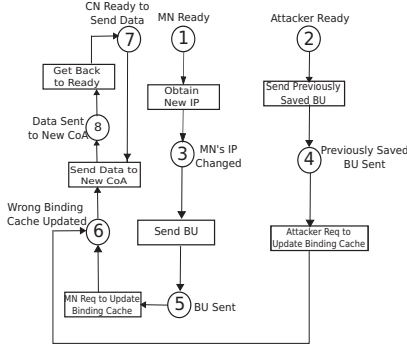 CN Ready to
Send Data
7
MN Ready
1
Attacker Ready
2
Get Back
to Ready
Obtain
New IP
Send Previously
Saved BU
Data Sent
to New CoA
8
3
MN's IP
Changed
4
Previously Saved
BU Sent
Send Data to
New CoA
Wrong Binding
Cache Updated
6
Send BU
Attacker Req to
Update Binding Cache
MN Req to Update
Binding Cache
5
BU Sent